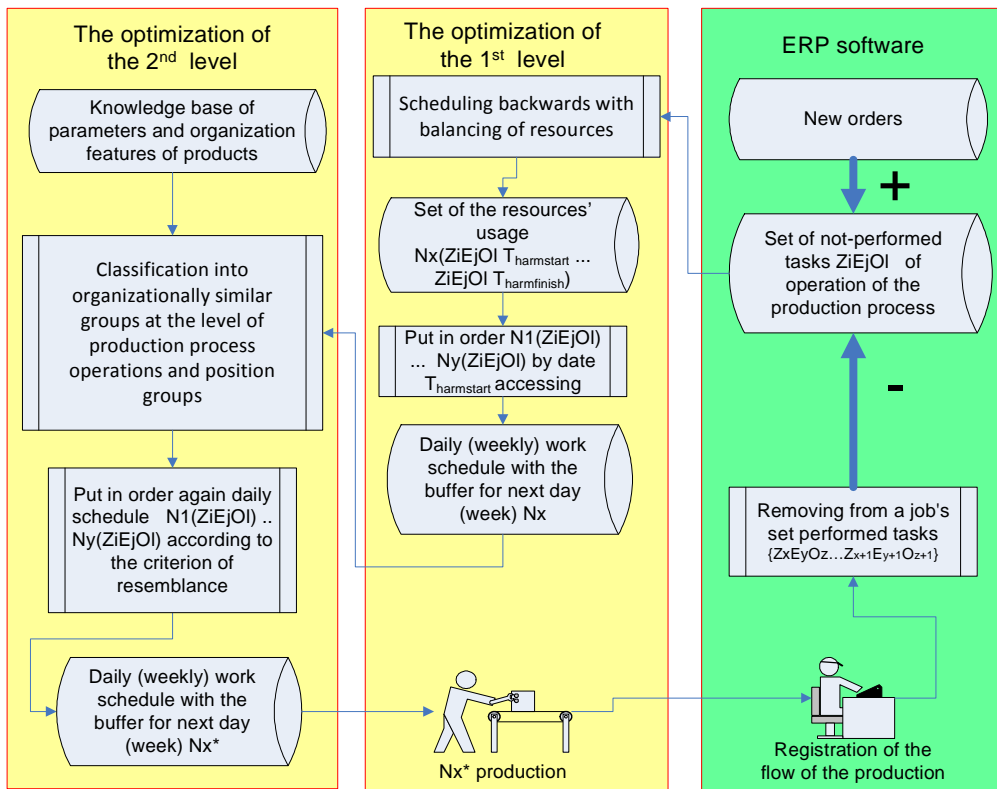 The optimization of
the 2nd level
Knowledge base of
parameters and organization
features of products
Classification into
organizationally similar
groups at the level of
production process
operations and position
groups
Put in order again daily
schedule N1(ZiEjOl) ..
Ny(ZiEjOl) according to
the criterion of
resemblance
Daily (weekly) work
schedule with the
buffer for next day
(week) Nx*
The optimization of
the 1st level
Scheduling backwards with
balancing of resources
Set of the resources'
usage
Nx(ZiEjOl Tharmstart ...
ZiEjOl Tharmfinish)
Put in order N1(ZiEjOl)
... Ny(ZiEjOl) by date
Tharmstart accessing
Daily (weekly) work
schedule with the
buffer for next day
(week) Nx
Nx* production
ERP software
New orders
+
Set of not-performed
tasks ZiEjOl of
operation of the
production process
-
Removing from a job's
set performed tasks
{ZxEyOz...Zx+1Ey+1Oz+1}
Registration of the
flow of the production